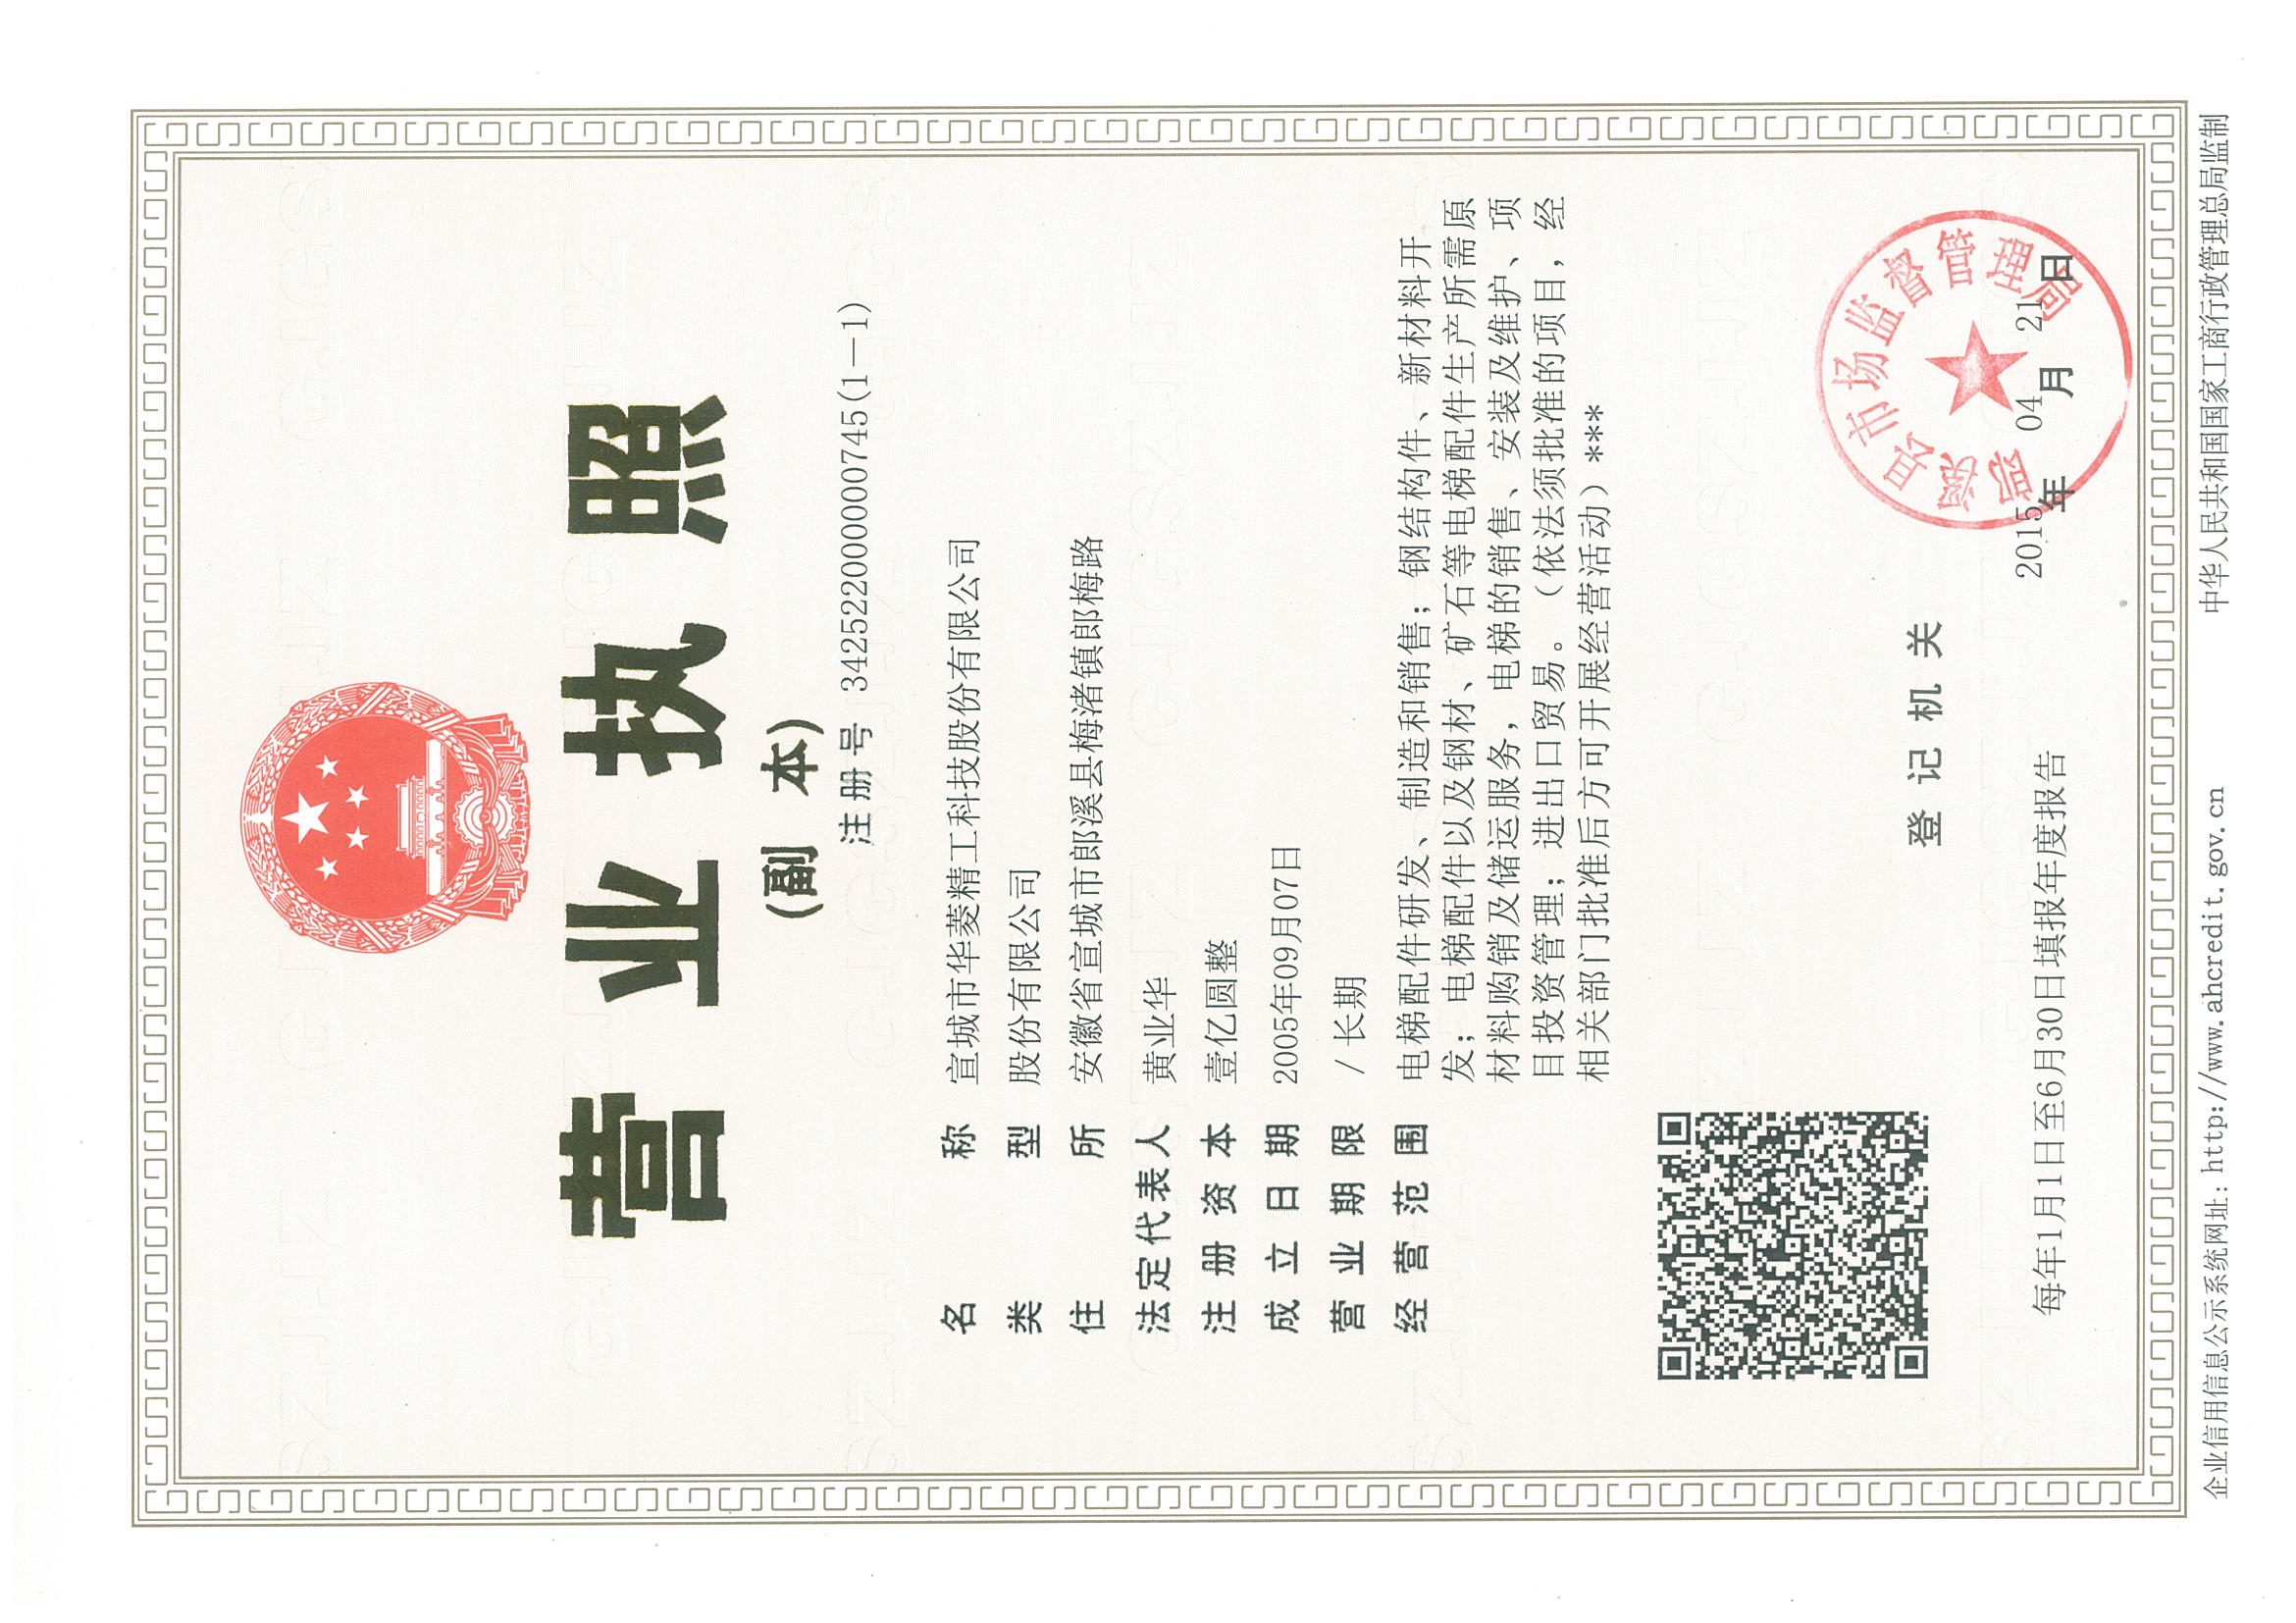 营业执照
(副 本)
注册号 342522000000745(1-1)
名称 宣城市华菱精工科技股份有限公司
类型 股份有限公司
住所 安徽省宣城市郎溪县梅渚镇郎梅路
法定代表人 黄业华
注册资本 壹亿圆整
成立日期 2005年09月07日
营业期限 / 长期
经营范围 电梯配件研发、制造和销售；钢结构件、新材料开
发；电梯配件以及钢材、矿石等电梯配件生产所需原
材料购销及储运服务，电梯的销售、安装及维护、项
目投资管理；进出口贸易。（依法须批准的项目，经
相关部门批准后方可开展经营活动）***
登记机关
郎溪县市场监督管理局
2015年 04月 21日
每年1月1日至6月30日填报年度报告
企业信用信息公示系统网址：http://www.ahcredit.gov.cn
中华人民共和国国家工商行政管理总局监制